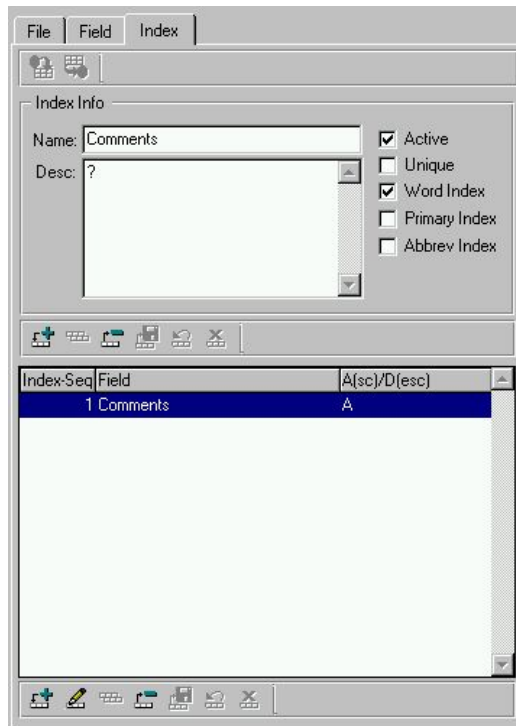 File Field Index
Index Info
Name: Comments
Active
Desc: ?
Unique
Word Index
Primary Index
Abbrev Index
Index-Seq Field A(sc)/D(esc)
1 Comments A